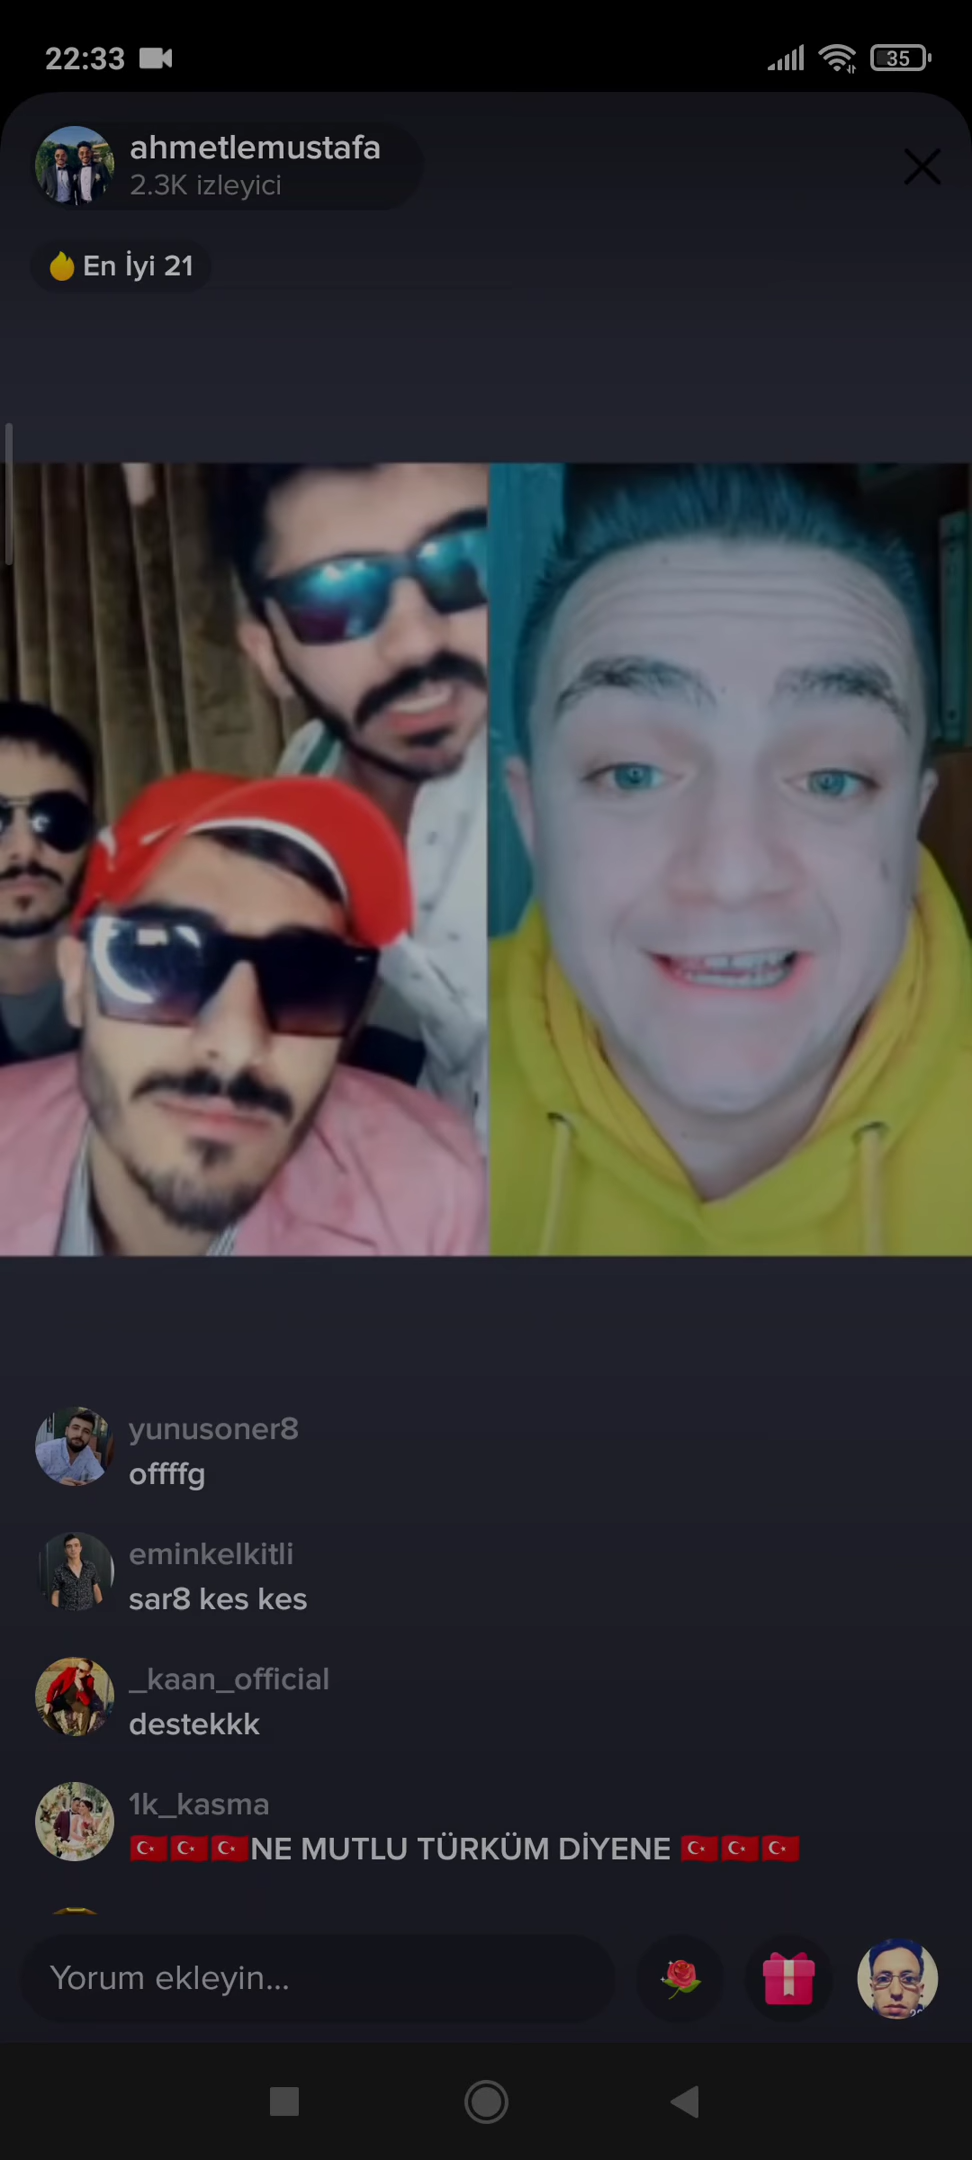 22:33
35
ahmetlemustafa
2.3K izleyici
En İyi 21
yunusoner8
offfffg
eminkelkitli
sar8 kes kes
_kaan_official
destekkk
1k_kasma
🇹🇷🇹🇷🇹🇷NE MUTLU TÜRKÜM DİYENE 🇹🇷🇹🇷🇹🇷
Yorum ekleyin...